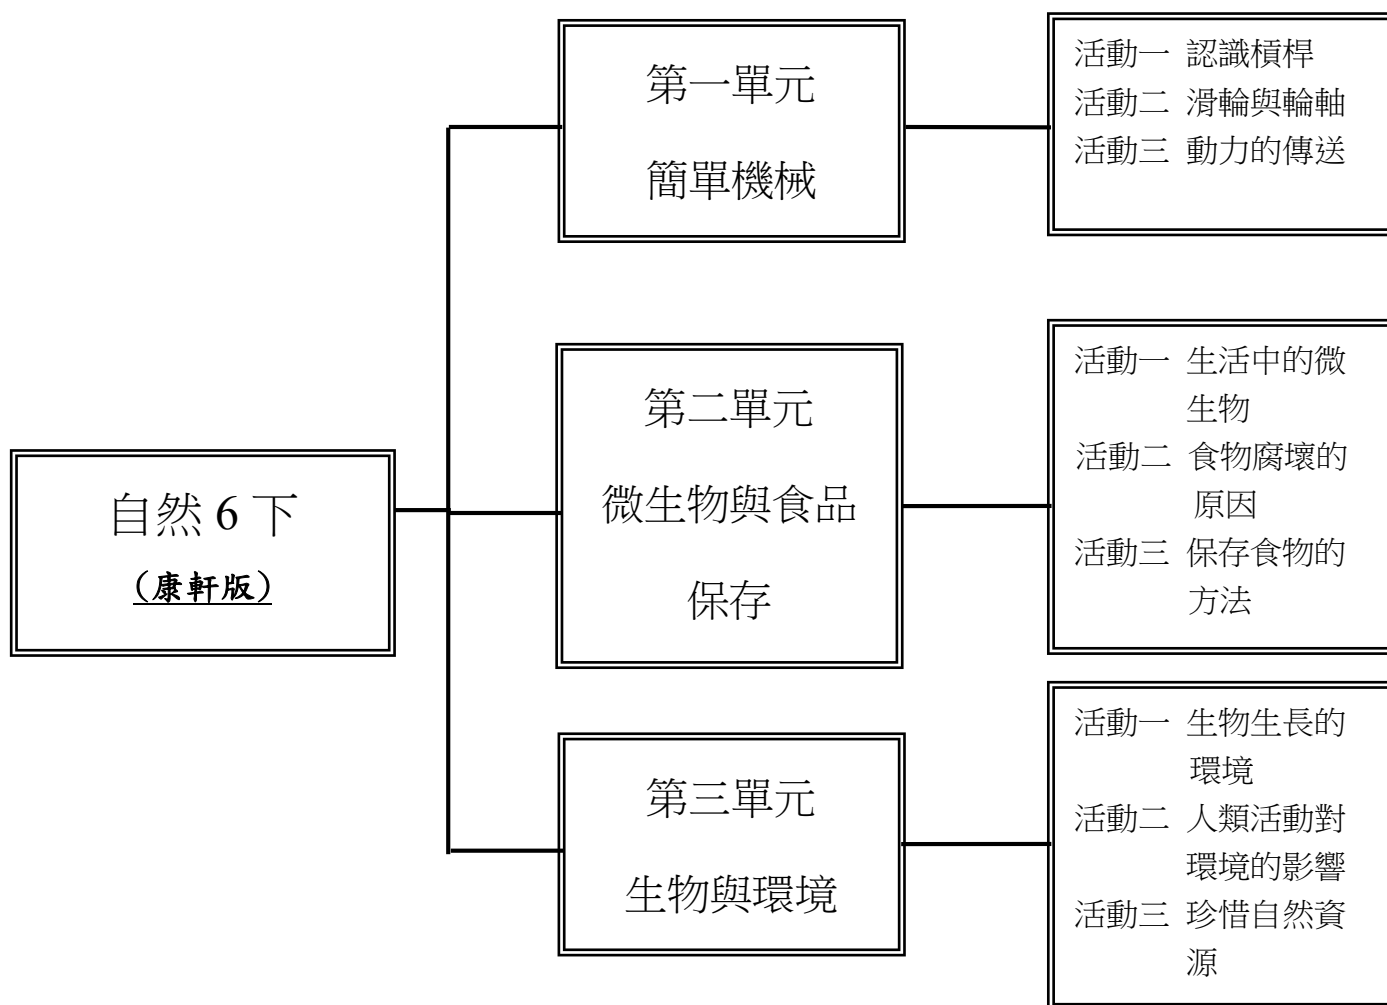 自然 6 下
(康軒版)
第一單元
簡單機械
活動一 認識槓桿
活動二 滑輪與輪軸
活動三 動力的傳送
第二單元
微生物與食品
保存
活動一 生活中的微
生物
活動二 食物腐壞的
原因
活動三 保存食物的
方法
第三單元
生物與環境
活動一 生物生長的
環境
活動二 人類活動對
環境的影響
活動三 珍惜自然資
源